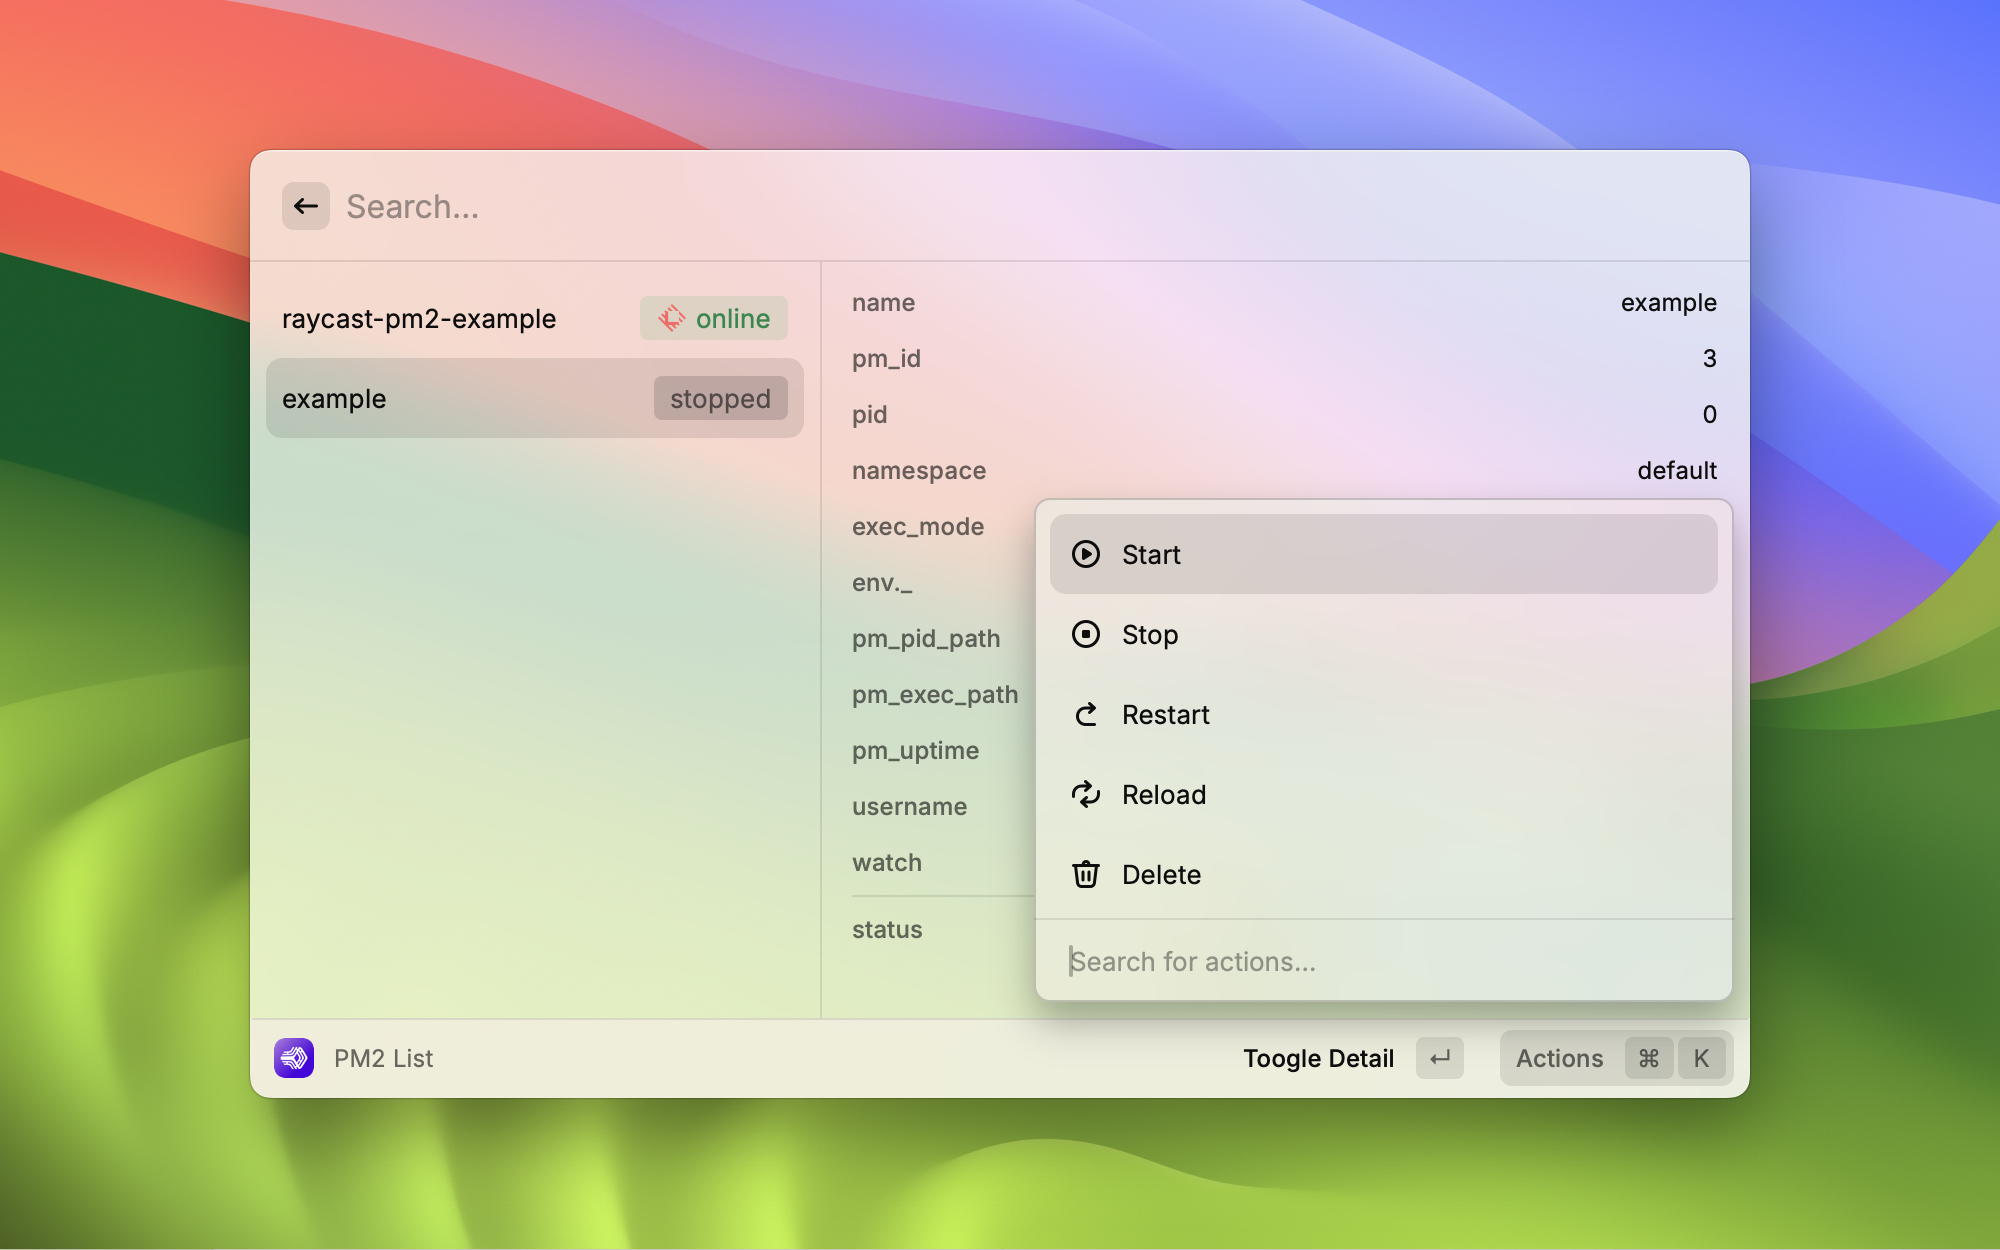 Search...
raycast-pm2-example online
example stopped
name example
pm_id 3
pid 0
namespace default
exec_mode
env._
pm_pid_path
pm_exec_path
pm_uptime
username
watch
status
Start
Stop
Restart
Reload
Delete
Search for actions...
PM2 List
Toogle Detail ↵
Actions ⌘ K